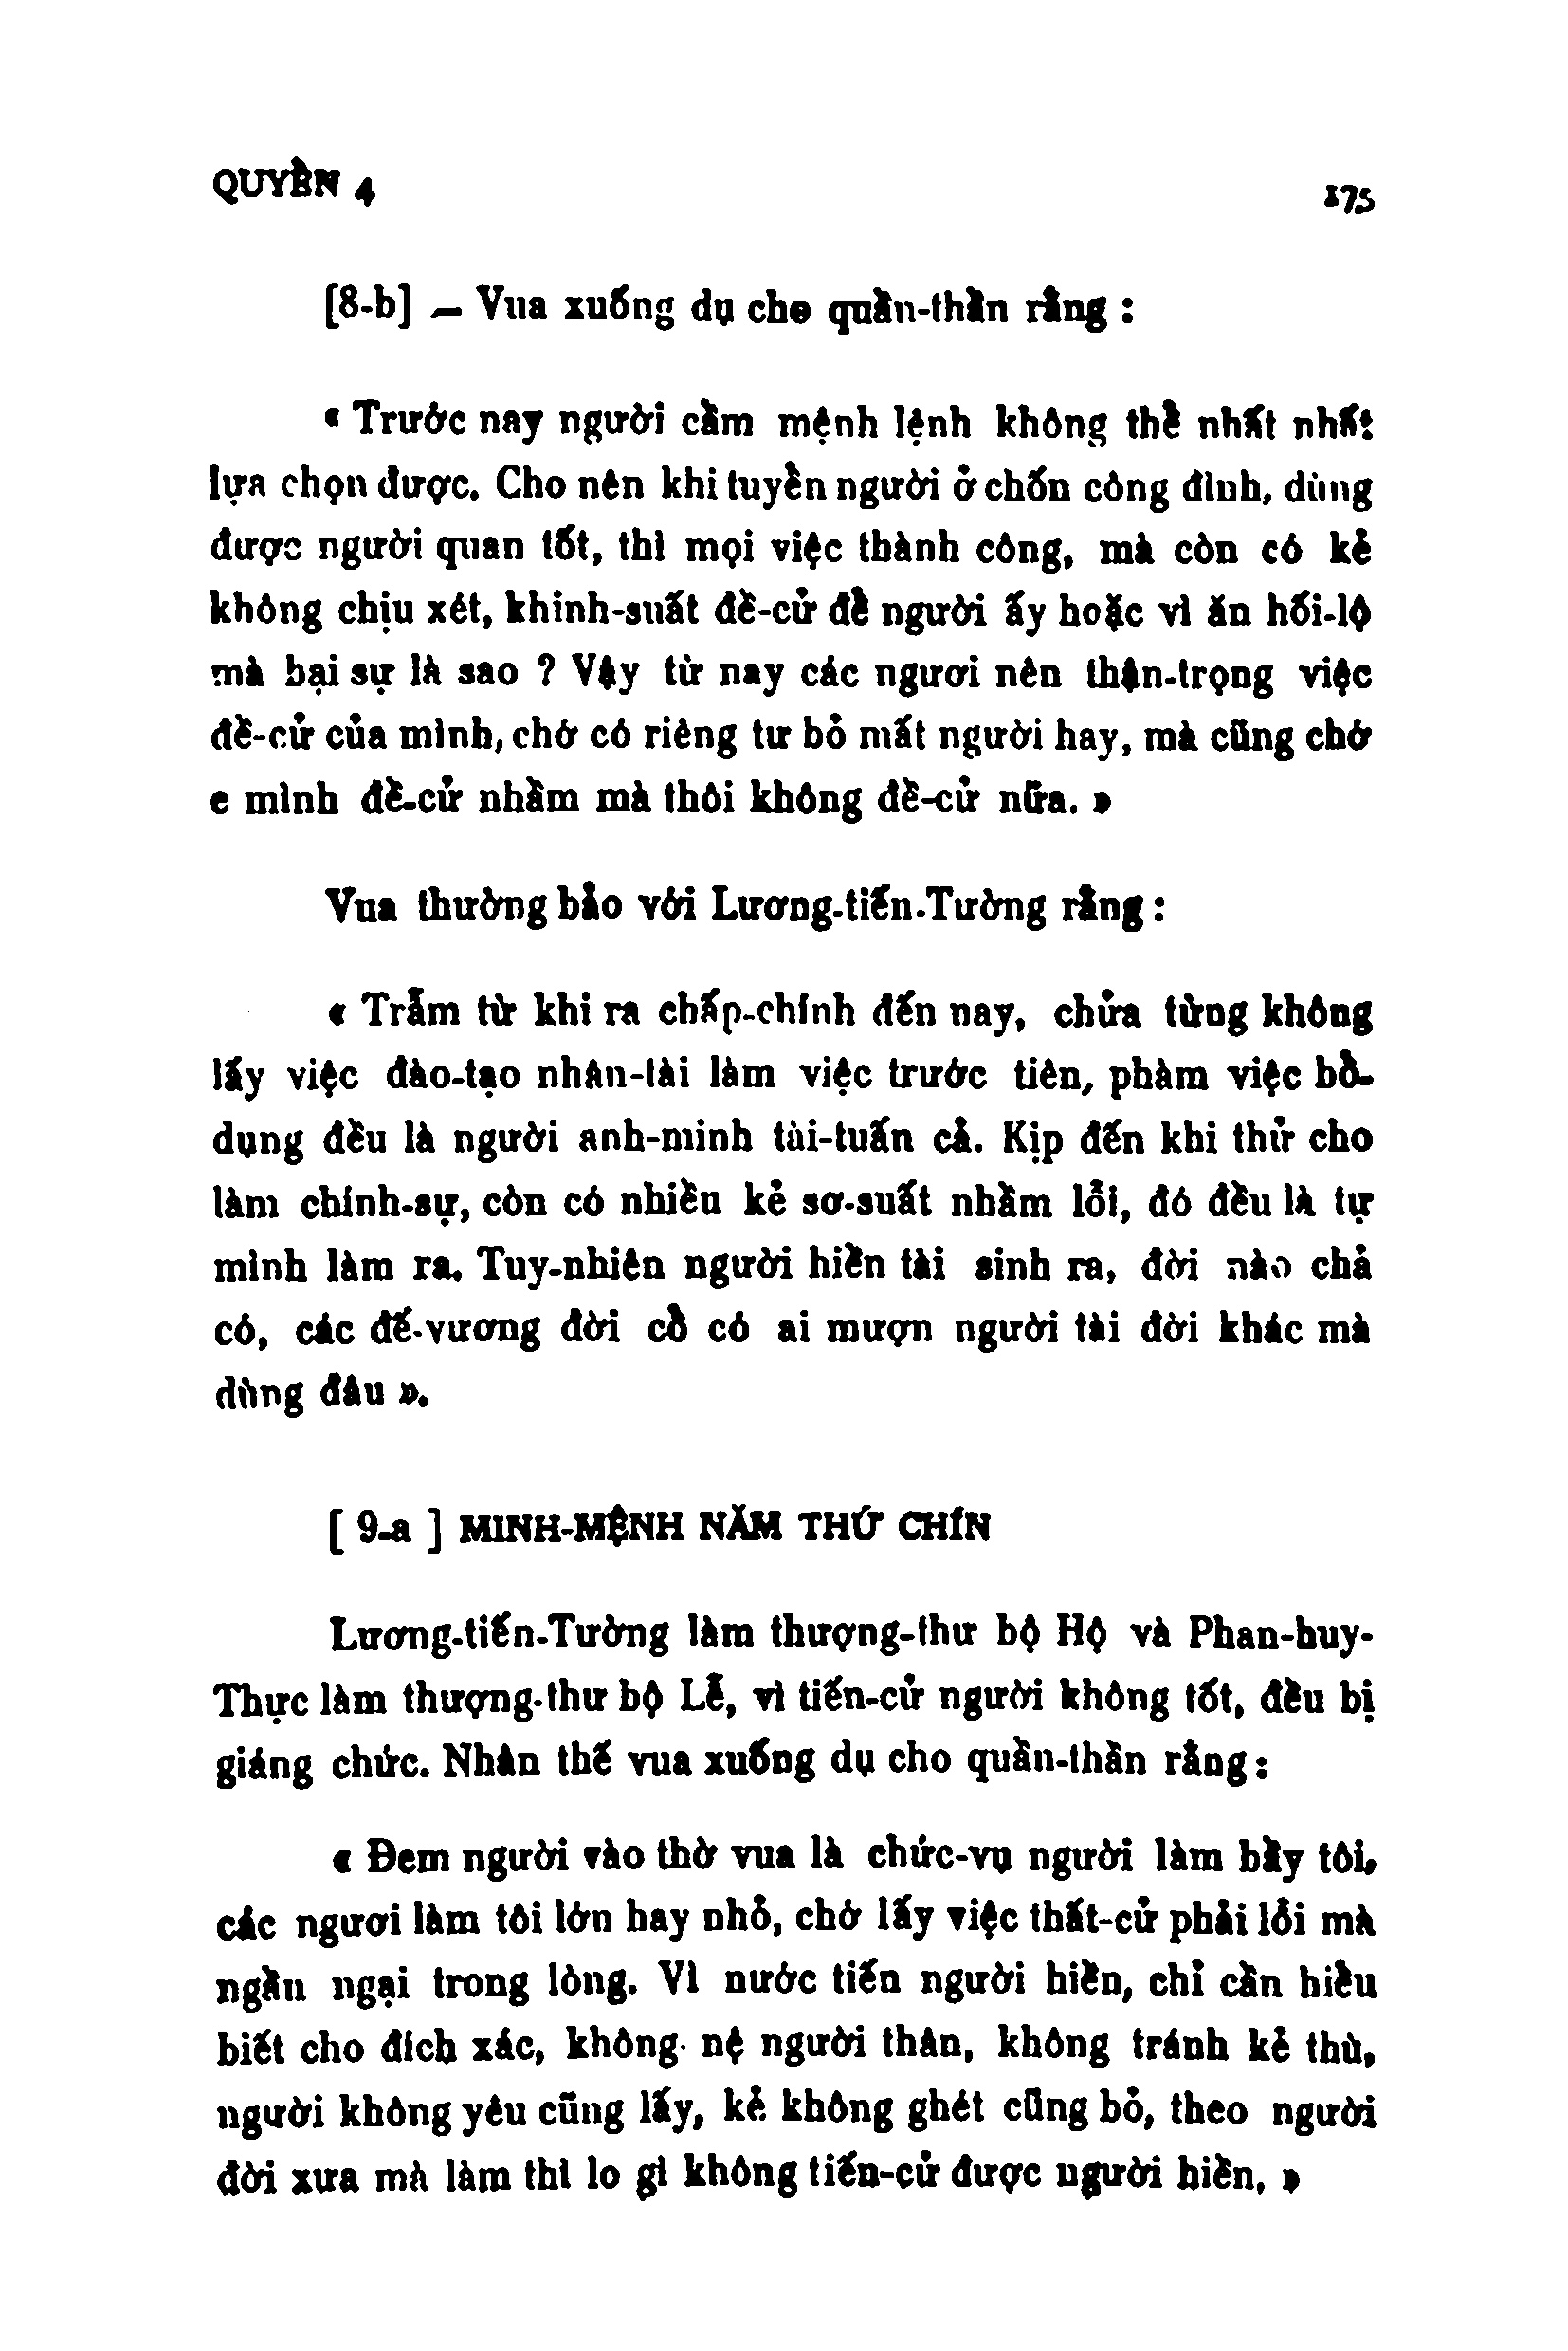 QUYỀN 4
175
[8-b] — Vua xuống dụ cho quần-thần rằng :
« Trước nay người cầm mệnh lệnh không thể nhất nhất
lựa chọn được. Cho nên khi tuyển người ở chốn công đình, dùng
được người quan tốt, thì mọi việc thành công, mà còn có kẻ
không chịu xét, khinh-suất đề-cử để người ấy hoặc vì ăn hối-lộ
mà bại sự là sao ? Vậy từ nay các ngươi nên thận-trọng việc
đề-cử của mình, chớ có riêng tư bỏ mất người hay, mà cũng chớ
e mình đề-cử nhầm mà thôi không đề-cử nữa. »
Vua thường bảo với Lương-tiến-Tường rằng :
« Trẫm từ khi ra chấp-chính đến nay, chửa từng không
lấy việc đào-tạo nhân-tài làm việc trước tiên, phàm việc bổ-
dụng đều là người anh-minh tài-tuấn cả. Kịp đến khi thử cho
làm chính-sự, còn có nhiều kẻ sơ-suất nhầm lỗi, đó đều là tự
mình làm ra. Tuy-nhiên người hiền tài sinh ra, đời nào chả
có, các đế-vương đời cổ có ai mượn người tài đời khác mà
dùng đâu ».
[ 9-a ] MINH-MỆNH NĂM THỨ CHÍN
Lương-tiến-Tường làm thượng-thư bộ Hộ và Phan-huy-
Thực làm thượng-thư bộ Lễ, vì tiến-cử người không tốt, đều bị
giáng chức. Nhân thế vua xuống dụ cho quần-thần rằng :
« Đem người vào thờ vua là chức-vụ người làm bầy tôi,
các ngươi làm tôi lớn hay nhỏ, chớ lấy việc thất-cử phải lỗi mà
ngần ngại trong lòng. Vì nước tiến người hiền, chỉ cần hiểu
biết cho đích xác, không nệ người thân, không tránh kẻ thù,
người không yêu cũng lấy, kẻ không ghét cũng bỏ, theo người
đời xưa mà làm thì lo gì không tiến-cử được người hiền. »